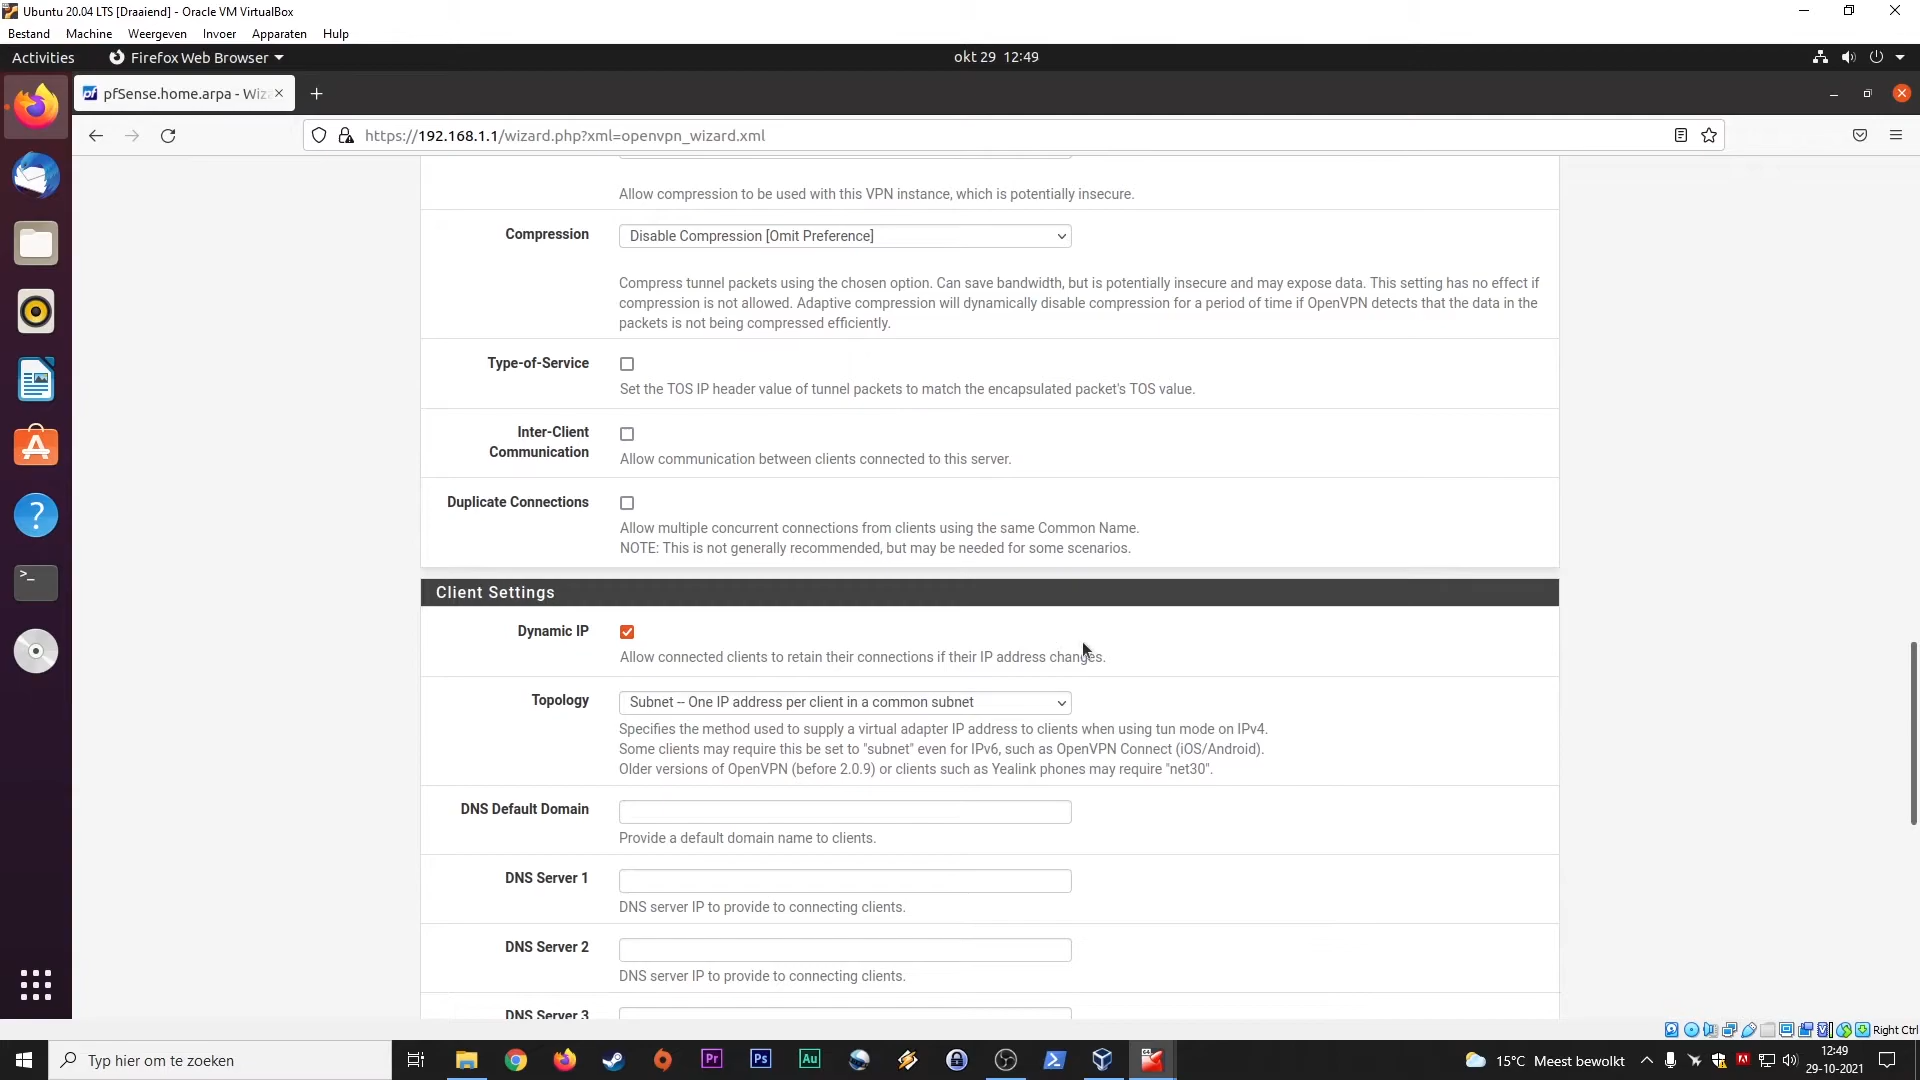 Ubuntu 20.04 LTS [Draaiend] - Oracle VM VirtualBox
Bestand Machine Weergeven Invoer Apparaten Hulp
Activities Firefox Web Browser okt 29 12:49
pf pfSense.home.arpa - Wiz
https://192.168.1.1/wizard.php?xml=openvpn_wizard.xml
Allow compression to be used with this VPN instance, which is potentially insecure.
Compression Disable Compression [Omit Preference]
Compress tunnel packets using the chosen option. Can save bandwidth, but is potentially insecure and may expose data. This setting has no effect if
compression is not allowed. Adaptive compression will dynamically disable compression for a period of time if OpenVPN detects that the data in the
packets is not being compressed efficiently.
Type-of-Service
Set the TOS IP header value of tunnel packets to match the encapsulated packet's TOS value.
Inter-Client
Communication
Allow communication between clients connected to this server.
Duplicate Connections
Allow multiple concurrent connections from clients using the same Common Name.
NOTE: This is not generally recommended, but may be needed for some scenarios.
Client Settings
Dynamic IP
Allow connected clients to retain their connections if their IP address changes.
Topology Subnet -- One IP address per client in a common subnet
Specifies the method used to supply a virtual adapter IP address to clients when using tun mode on IPv4.
Some clients may require this be set to "subnet" even for IPv6, such as OpenVPN Connect (iOS/Android).
Older versions of OpenVPN (before 2.0.9) or clients such as Yealink phones may require "net30".
DNS Default Domain
Provide a default domain name to clients.
DNS Server 1
DNS server IP to provide to connecting clients.
DNS Server 2
DNS server IP to provide to connecting clients.
DNS Server 3
Right Ctrl
Typ hier om te zoeken
Pr Ps Au
15°C Meest bewolkt
12:49
29-10-2021